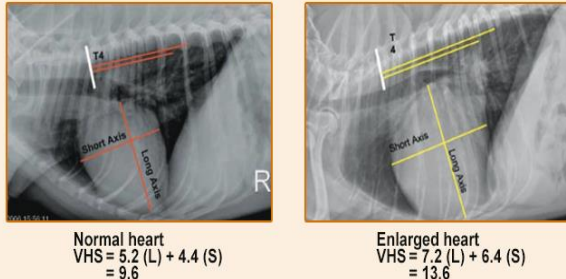 T4
Short Axis
Long Axis
R
T
4
Short Axis
Long Axis
Normal heart
VHS = 5.2 (L) + 4.4 (S)
= 9.6
Enlarged heart
VHS = 7.2 (L) + 6.4 (S)
= 13.6